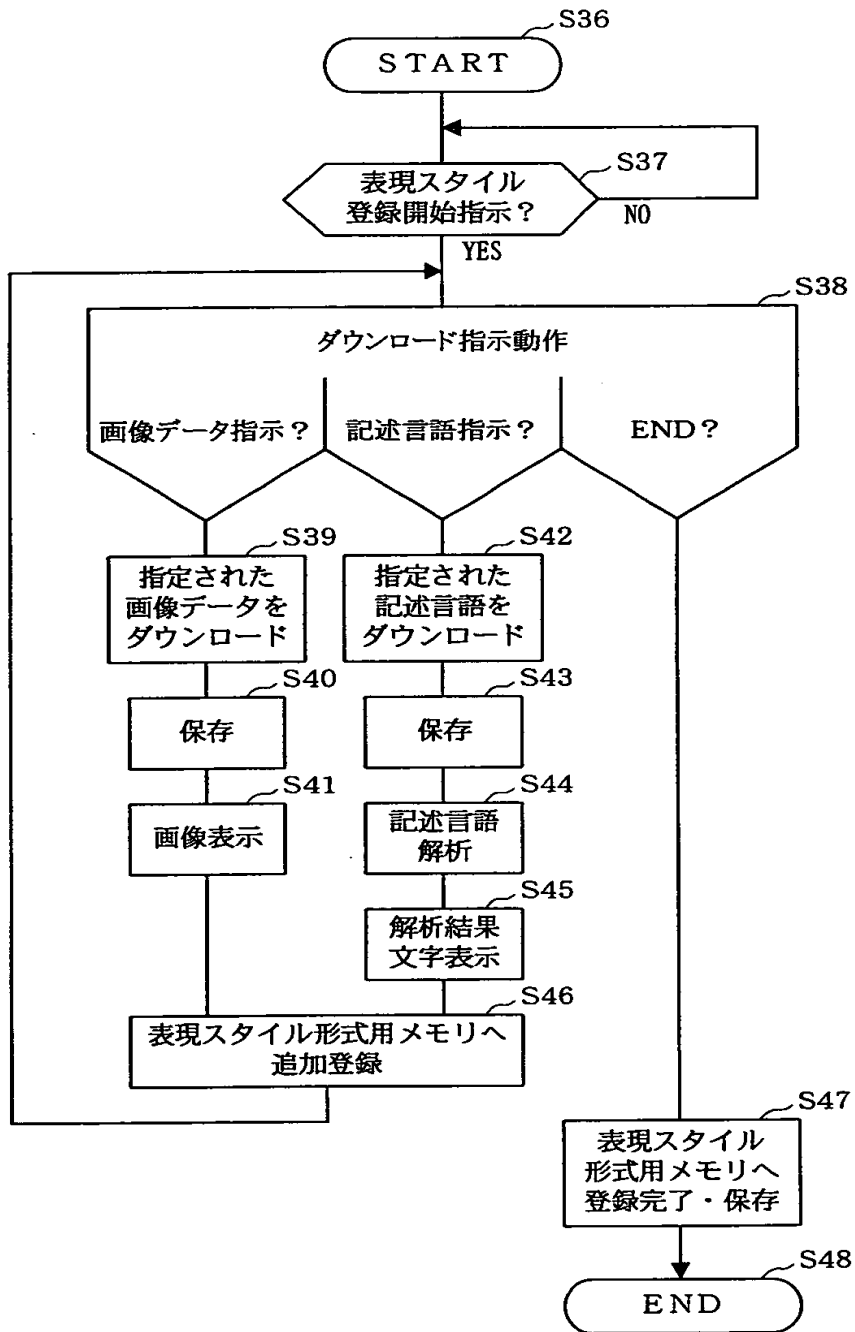 S36
START
S37
表現スタイル
登録開始指示？
NO
YES
S38
ダウンロード指示動作
画像データ指示？
記述言語指示？
END？
S39
指定された
画像データを
ダウンロード
S42
指定された
記述言語を
ダウンロード
S40
保存
S43
保存
S41
画像表示
S44
記述言語
解析
S45
解析結果
文字表示
S46
表現スタイル形式用メモリへ
追加登録
S47
表現スタイル
形式用メモリへ
登録完了・保存
S48
END